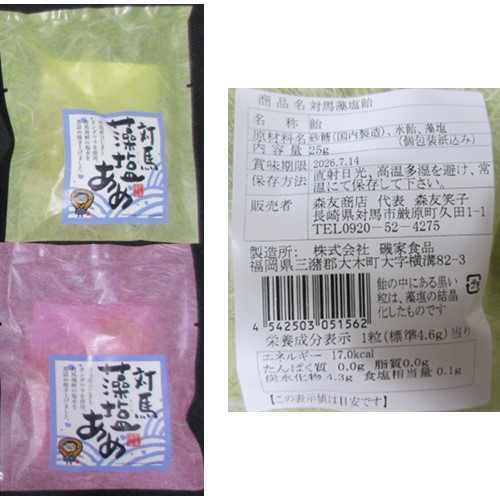 対馬
藻塩
あめ
対馬
藻塩
あめ
商品名 対馬藻塩飴
名称 飴
原材料名 砂糖(国内製造)、水飴、藻塩
内容量 25g (個包装紙込み)
賞味期限 2026.7.14
保存方法 直射日光、高温多湿を避け、常
温にて保存して下さい。
販売者 森友商店 代表 森友笑子
長崎県対馬市厳原町久田1-1
TEL0920-52-4275
製造所: 株式会社 磯家食品
福岡県三潴郡大木町大字横溝82-3
飴の中にある黒い
粒は、藻塩の結晶
化したものです
4 542503 051562
栄養成分表示 1粒(標準4.6g)当り
エネルギー 17.0kcal
たんぱく質 0.0g 脂質0.0g
炭水化物 4.3g 食塩相当量 0.1g
【この表示値は目安です】